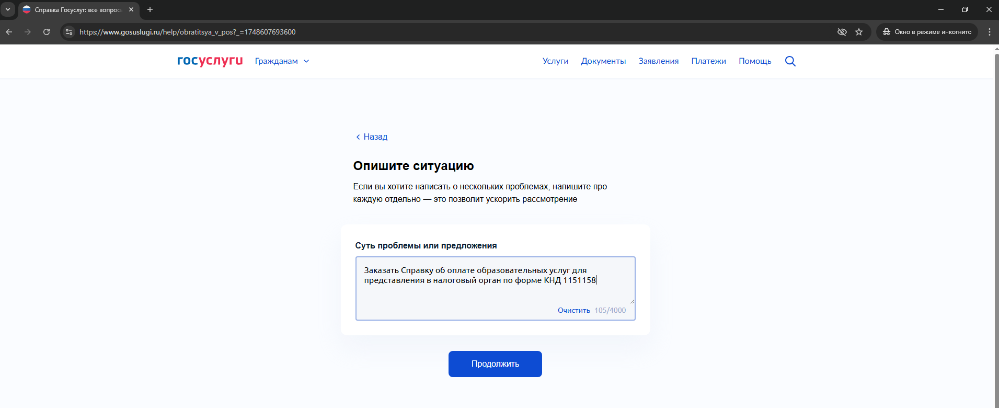 Справка Госуслуг: все вопрос
https://www.gosuslugi.ru/help/obratitsya_v_pos?_=1748607693600
Окно в режиме инкогнито
госуслуги
Гражданам
Услуги
Документы
Заявления
Платежи
Помощь
Назад
Опишите ситуацию
Если вы хотите написать о нескольких проблемах, напишите про
каждую отдельно — это позволит ускорить рассмотрение
Суть проблемы или предложения
Заказать Справку об оплате образовательных услуг для
представления в налоговый орган по форме КНД 1151158
Очистить 105/4000
Продолжить